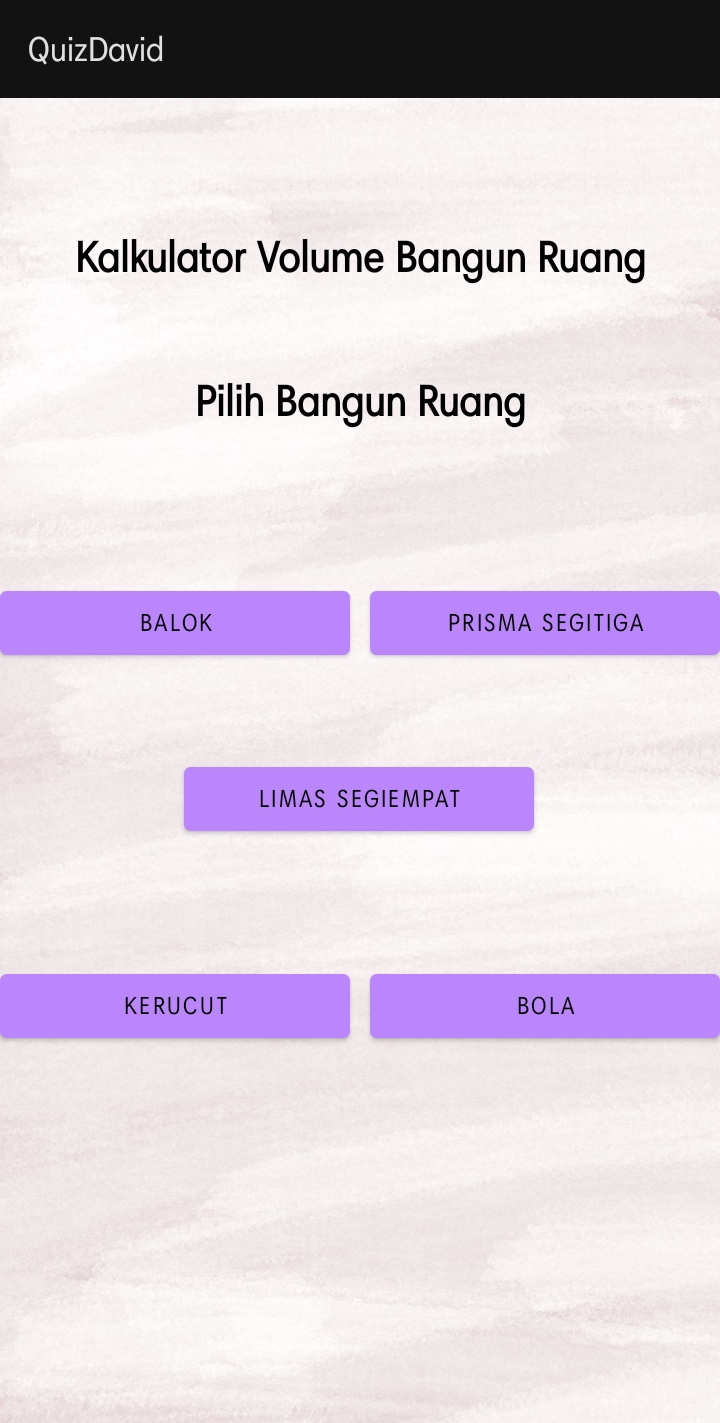 QuizDavid
Kalkulator Volume Bangun Ruang
Pilih Bangun Ruang
BALOK
PRISMA SEGITIGA
LIMAS SEGIEMPAT
KERUCUT
BOLA